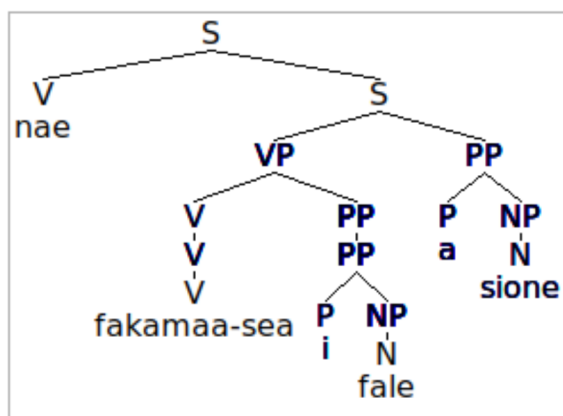 S
V S
nae
VP PP
V PP P NP
V PP a N
V sione
fakamaa-sea P NP
i N
fale